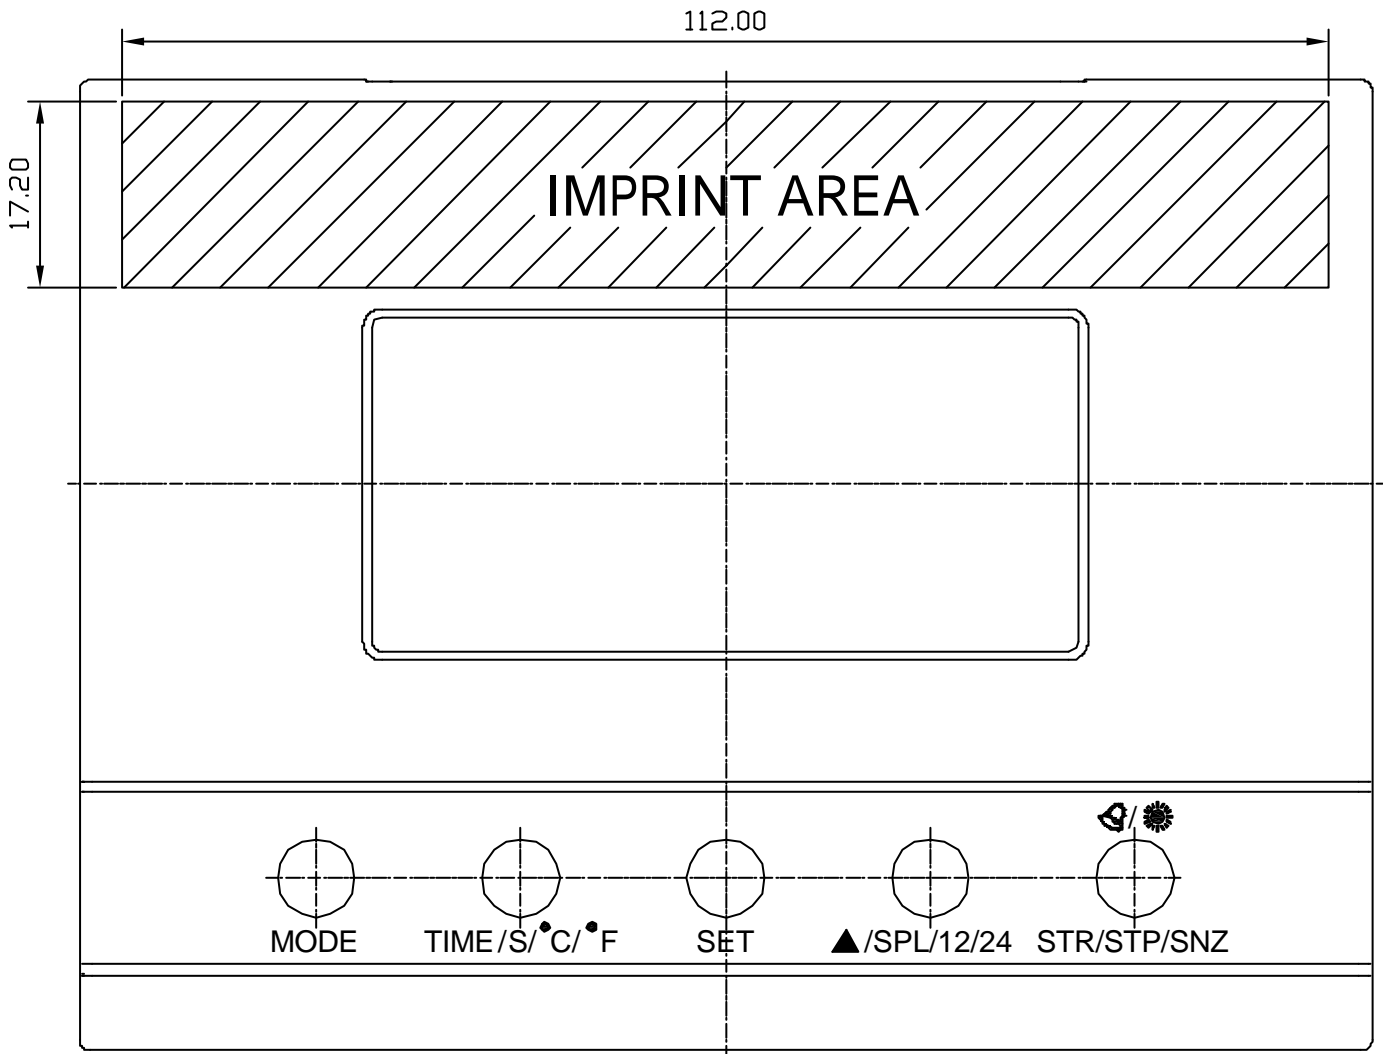 112.00
17.20
IMPRINT AREA
/
MODE TIME/S/°C/°F SET ▲/SPL/12/24 STR/STP/SNZ